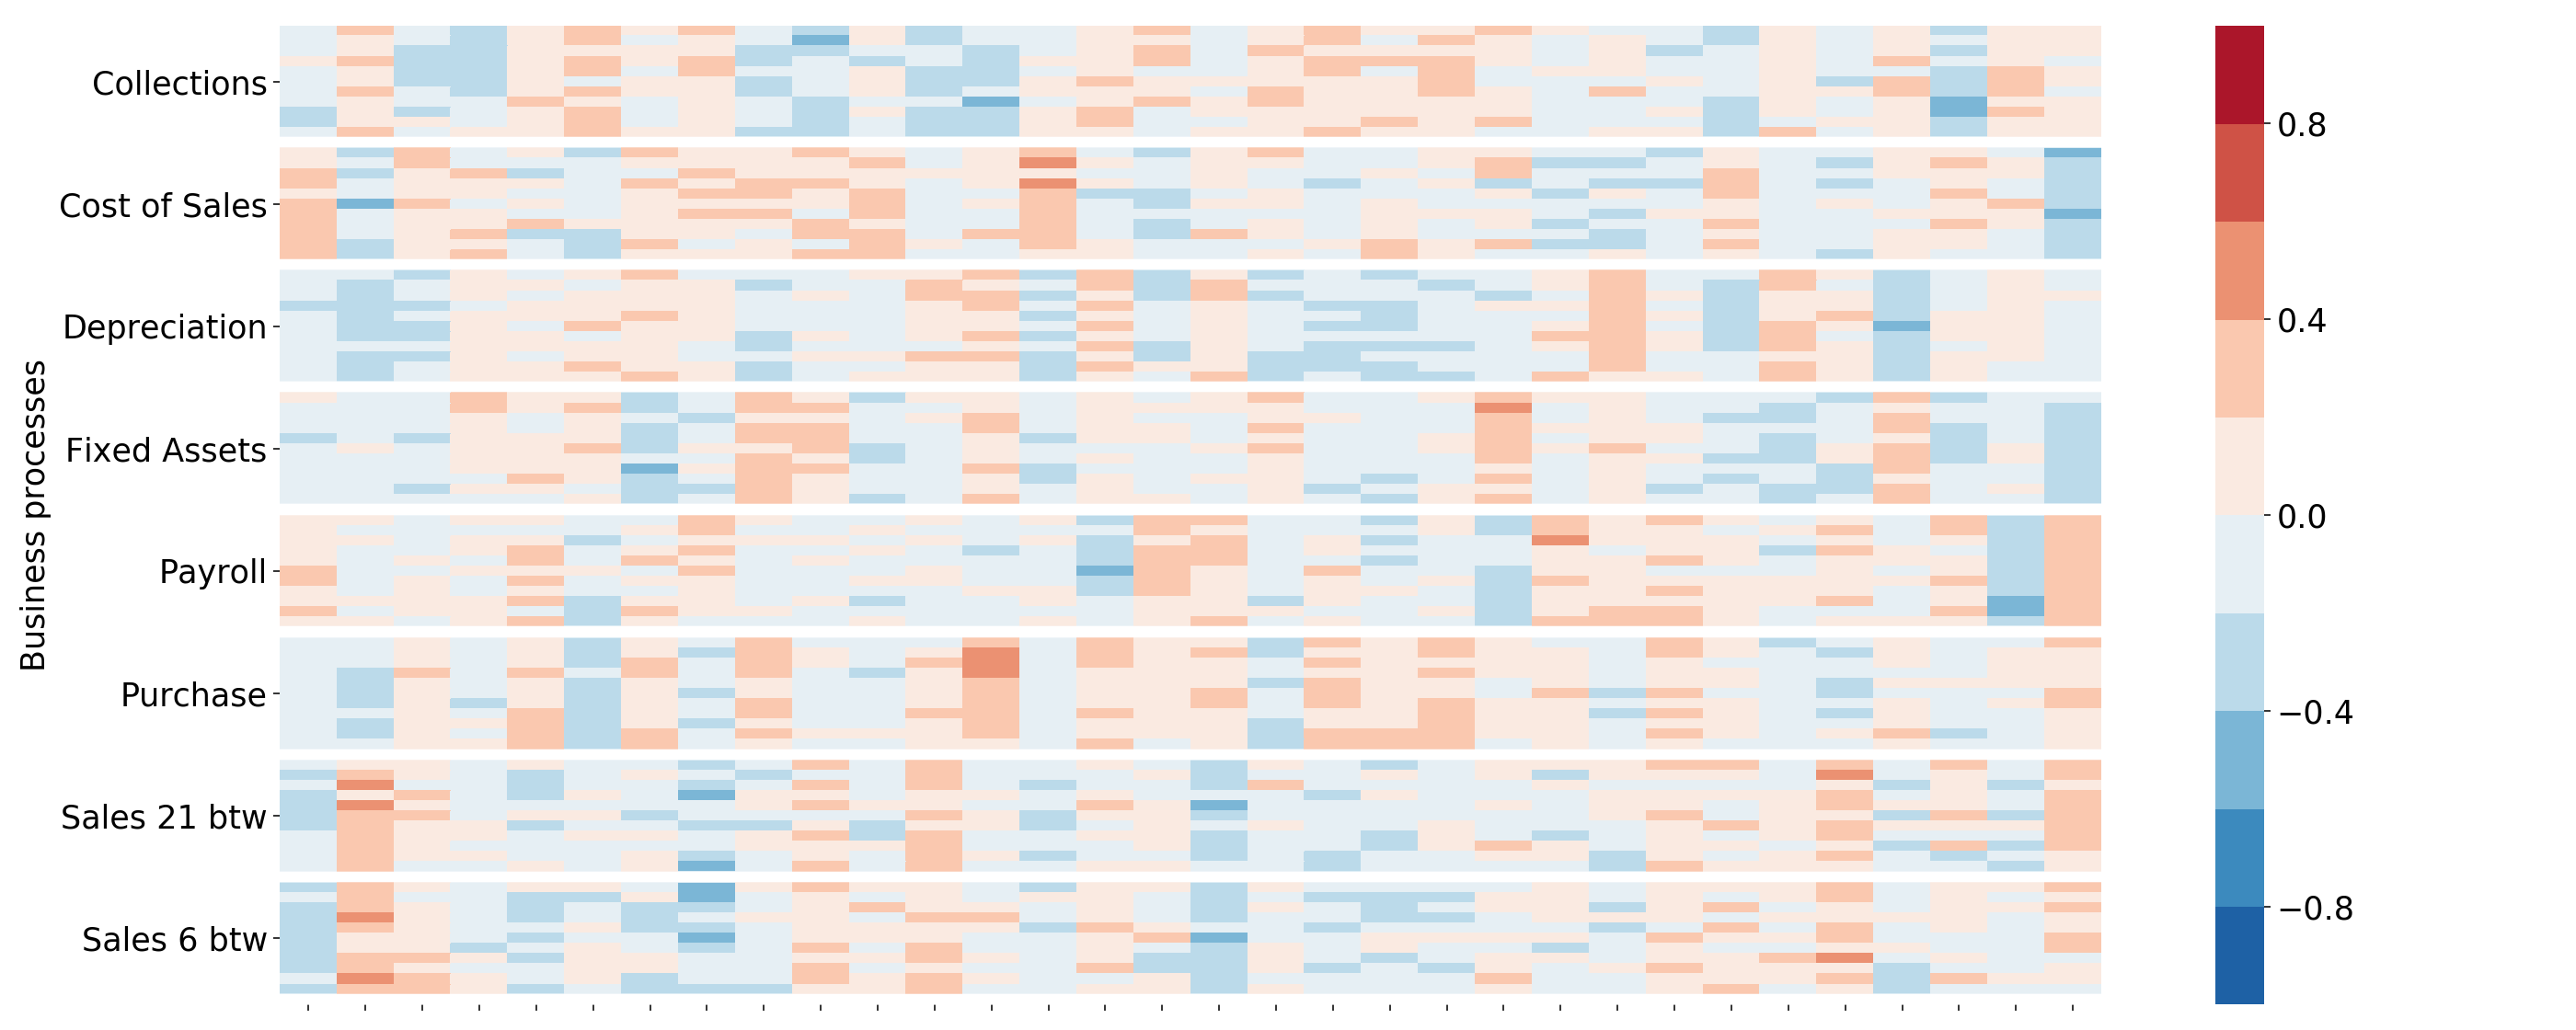 Business processes
Collections
Cost of Sales
Depreciation
Fixed Assets
Payroll
Purchase
Sales 21 btw
Sales 6 btw
0.8
0.4
0.0
−0.4
−0.8